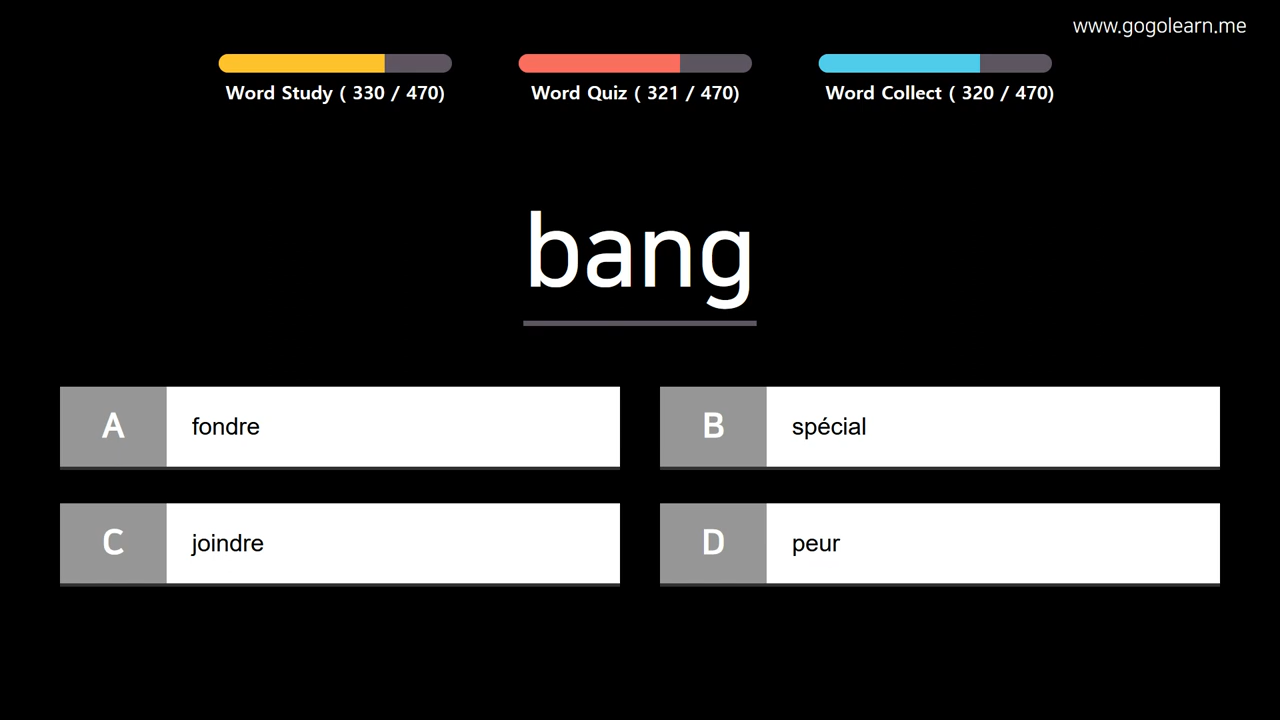 www.gogolearn.me
Word Study ( 330 / 470)
Word Quiz ( 321 / 470)
Word Collect ( 320 / 470)
bang
A fondre
B spécial
C joindre
D peur